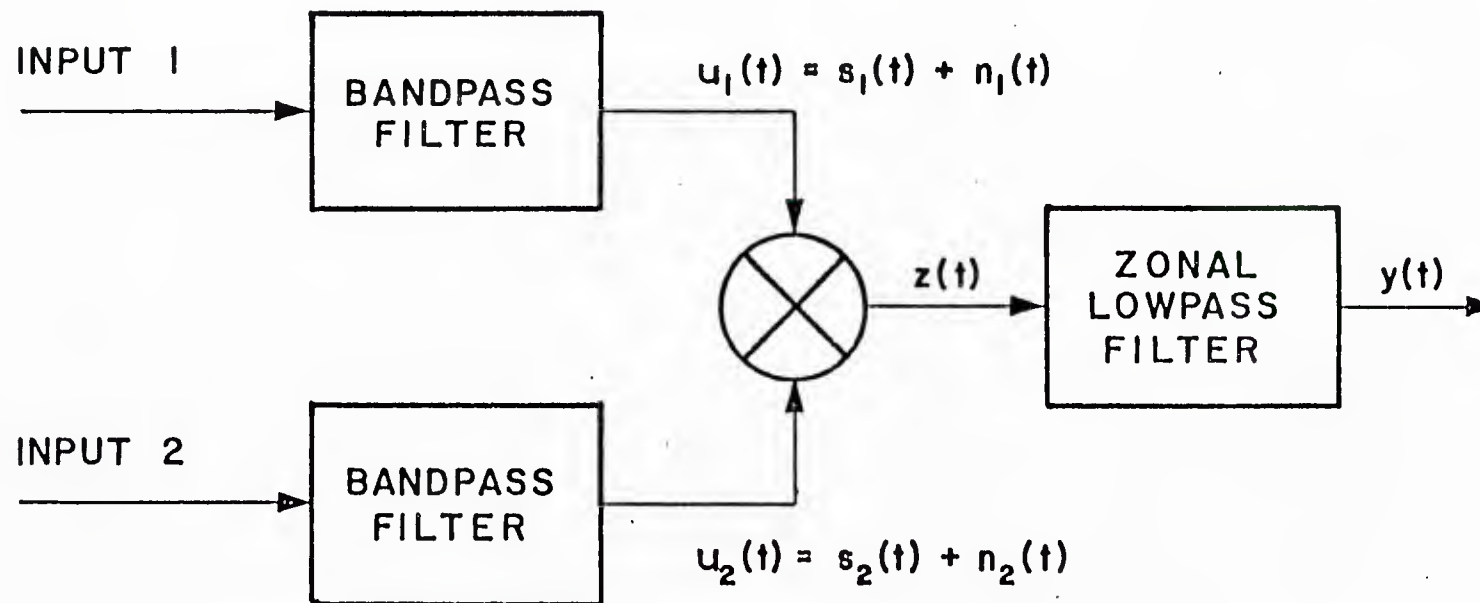 INPUT 1
BANDPASS
FILTER
u₁(t) = s₁(t) + n₁(t)
z(t)
ZONAL
LOWPASS
FILTER
y(t)
INPUT 2
BANDPASS
FILTER
u₂(t) = s₂(t) + n₂(t)